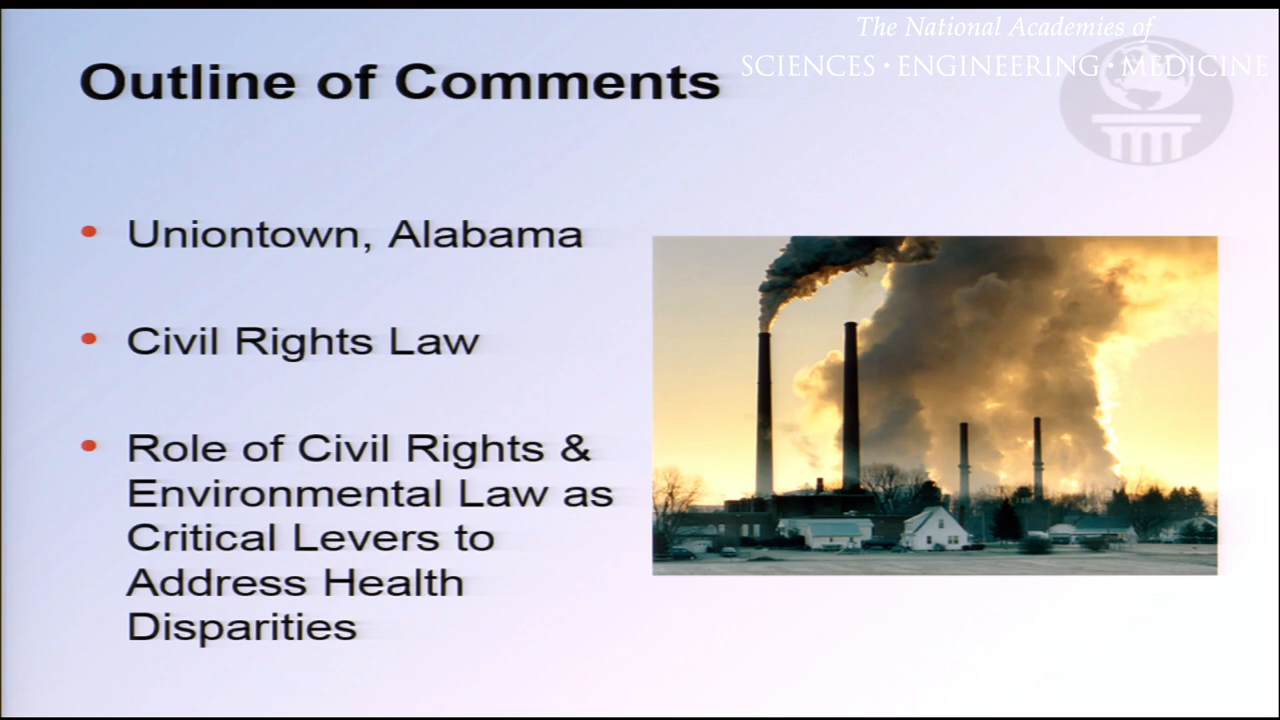 The National Academies of
SCIENCES · ENGINEERING · MEDICINE
Outline of Comments
• Uniontown, Alabama
• Civil Rights Law
• Role of Civil Rights &
Environmental Law as
Critical Levers to
Address Health
Disparities